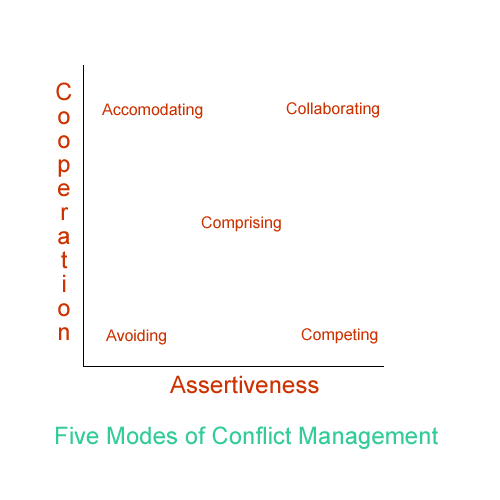 Cooperation
Accomodating
Collaborating
Comprising
Avoiding
Competing
Assertiveness
Five Modes of Conflict Management